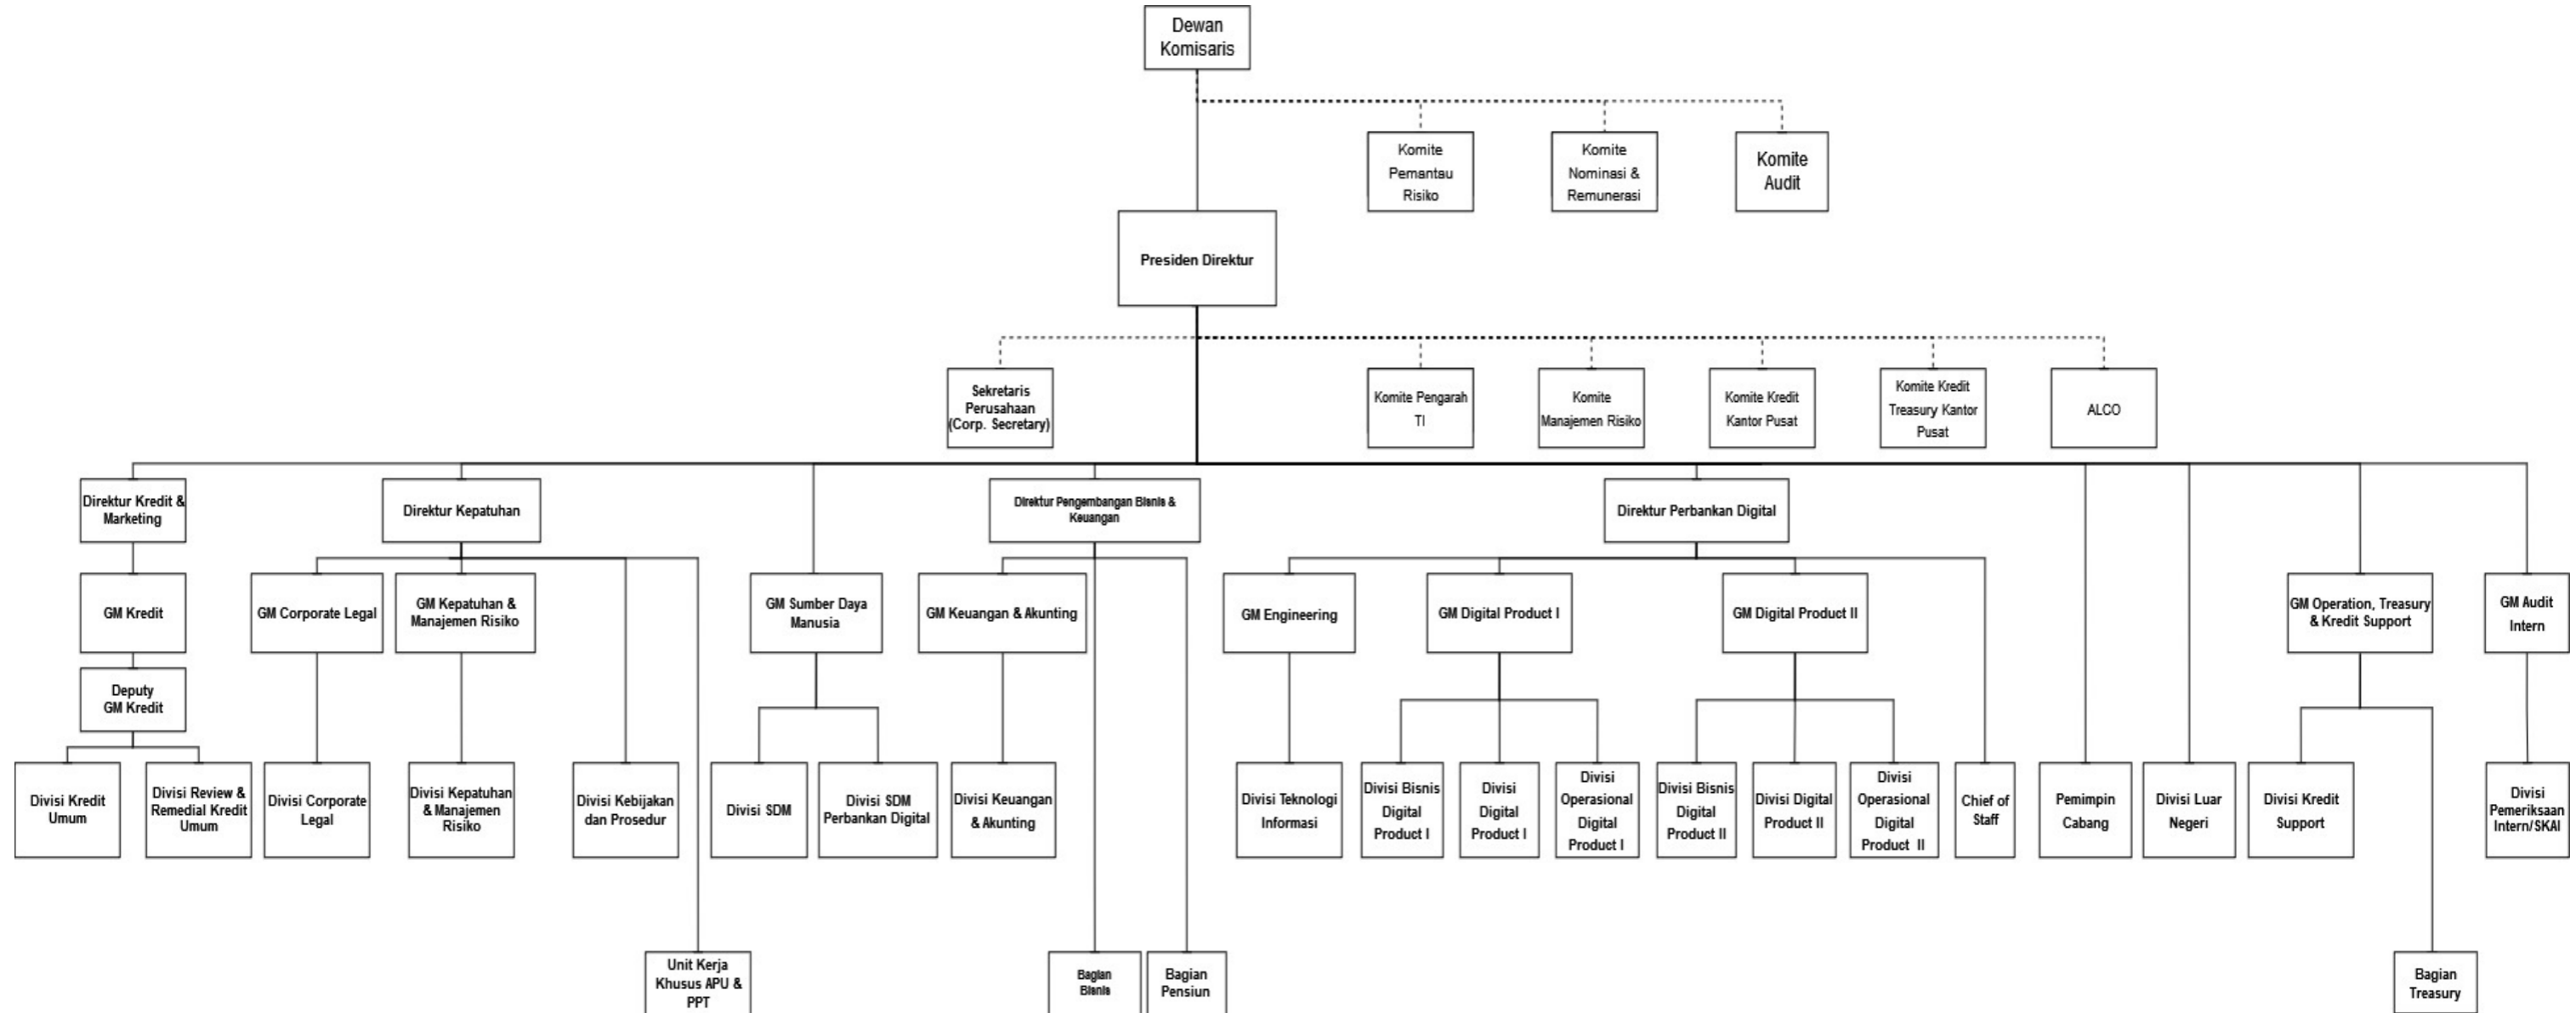 Dewan
Komisaris
Komite
Pemantau
Risiko
Komite
Nominasi &
Remunerasi
Komite
Audit
Presiden Direktur
Sekretaris
Perusahaan
(Corp. Secretary)
Komite Pengarah
TI
Komite
Manajemen Risiko
Komite Kredit
Kantor Pusat
Komite Kredit
Treasury Kantor
Pusat
ALCO
Direktur Kredit &
Marketing
Direktur Kepatuhan
Direktur Pengembangan Bisnis &
Keuangan
Direktur Perbankan Digital
GM Kredit
GM Corporate Legal
GM Kepatuhan &
Manajemen Risiko
GM Sumber Daya
Manusia
GM Keuangan & Akunting
GM Engineering
GM Digital Product I
GM Digital Product II
GM Operation, Treasury
& Kredit Support
GM Audit
Intern
Deputy
GM Kredit
Divisi Kredit
Umum
Divisi Review &
Remedial Kredit
Umum
Divisi Corporate
Legal
Divisi Kepatuhan
& Manajemen
Risiko
Divisi Kebijakan
dan Prosedur
Divisi SDM
Divisi SDM
Perbankan Digital
Divisi Keuangan
& Akunting
Divisi Teknologi
Informasi
Divisi Bisnis
Digital
Product I
Divisi
Digital
Product I
Divisi
Operasional
Digital
Product I
Divisi Bisnis
Digital
Product II
Divisi Digital
Product II
Divisi
Operasional
Digital
Product II
Chief of
Staff
Pemimpin
Cabang
Divisi Luar
Negeri
Divisi Kredit
Support
Divisi
Pemeriksaan
Intern/SKAI
Unit Kerja
Khusus APU &
PPT
Bagian
Bisnis
Bagian
Pensiun
Bagian
Treasury